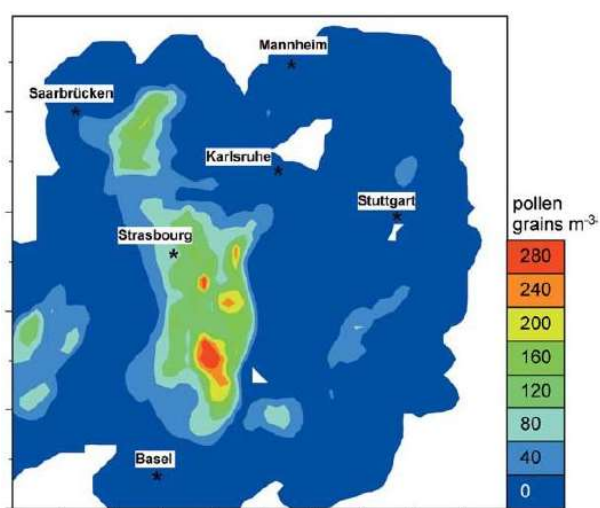 Mannheim
Saarbrücken
Karlsruhe
Stuttgart
Strasbourg
Basel
pollen
grains m⁻³
280
240
200
160
120
80
40
0